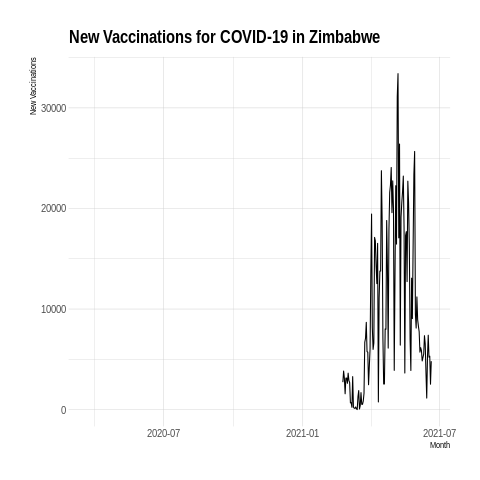 New Vaccinations for COVID-19 in Zimbabwe
New Vaccinations
30000
20000
10000
0
2020-07
2021-01
2021-07
Month